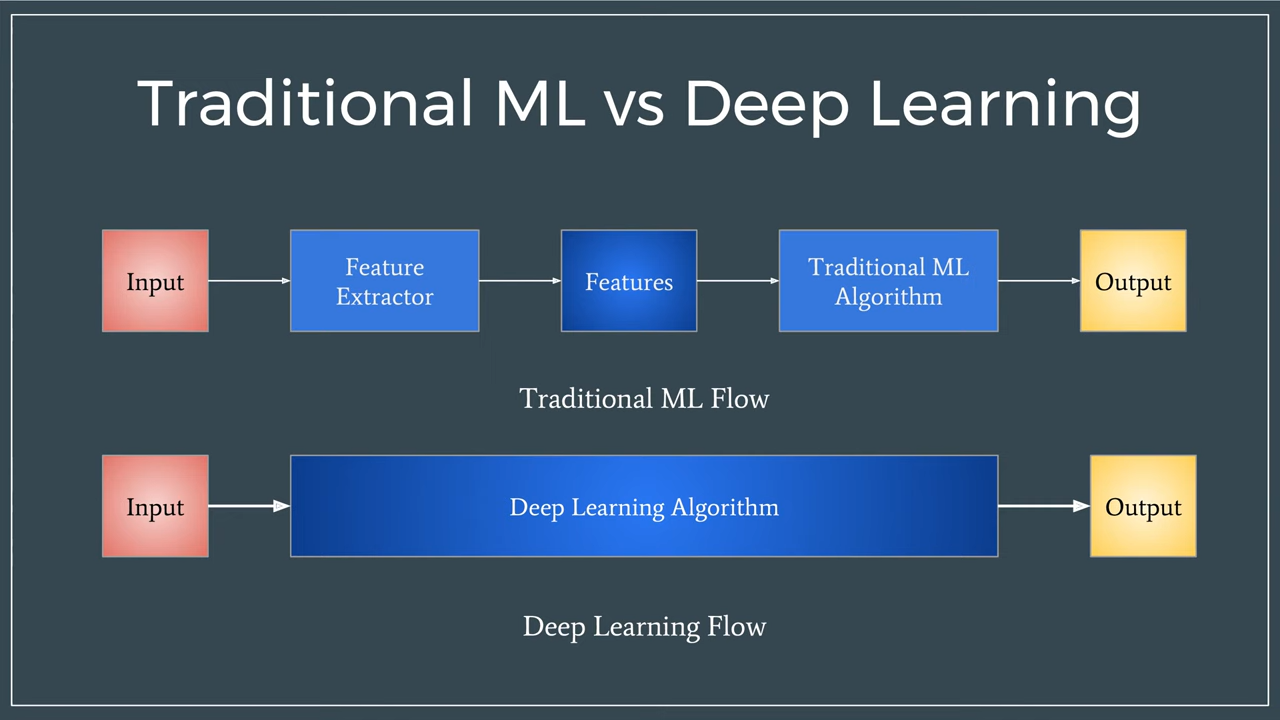 Traditional ML vs Deep Learning
Input
Feature
Extractor
Features
Traditional ML
Algorithm
Output
Traditional ML Flow
Input
Deep Learning Algorithm
Output
Deep Learning Flow